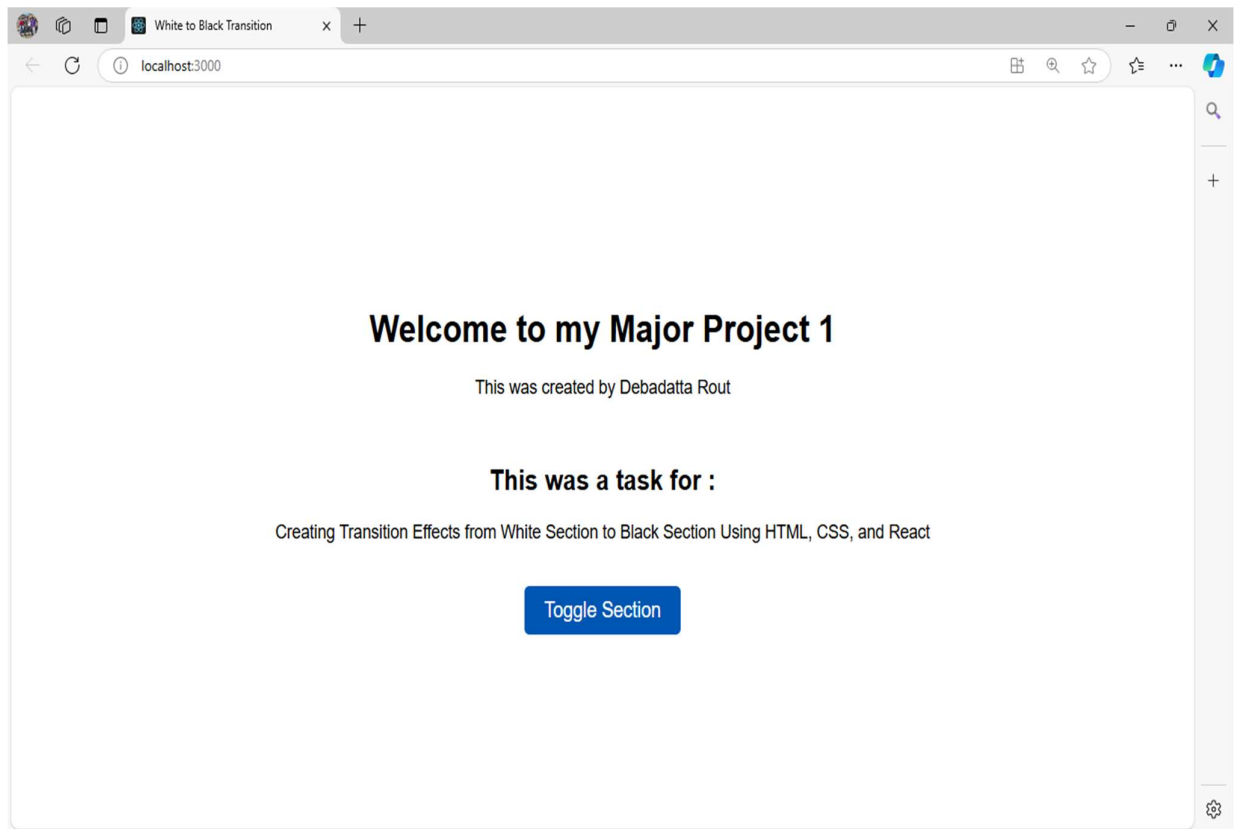 White to Black Transition
localhost:3000
Welcome to my Major Project 1
This was created by Debadatta Rout
This was a task for :
Creating Transition Effects from White Section to Black Section Using HTML, CSS, and React
Toggle Section